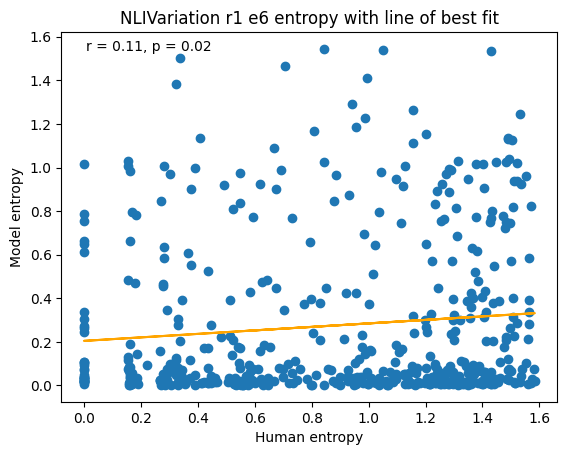 NLIVariation r1 e6 entropy with line of best fit
r = 0.11, p = 0.02
Model entropy
1.6
1.4
1.2
1.0
0.8
0.6
0.4
0.2
0.0
0.0 0.2 0.4 0.6 0.8 1.0 1.2 1.4 1.6
Human entropy